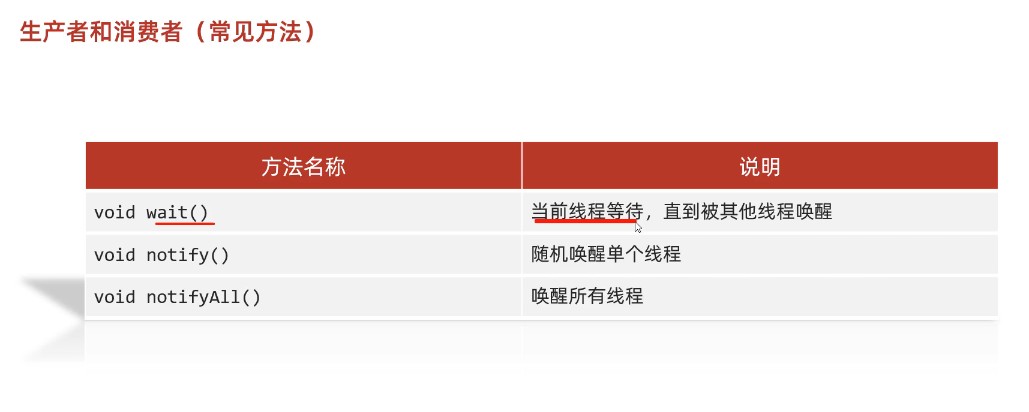 生产者和消费者（常见方法）
方法名称 说明
void wait() 当前线程等待，直到被其他线程唤醒
void notify() 随机唤醒单个线程
void notifyAll() 唤醒所有线程